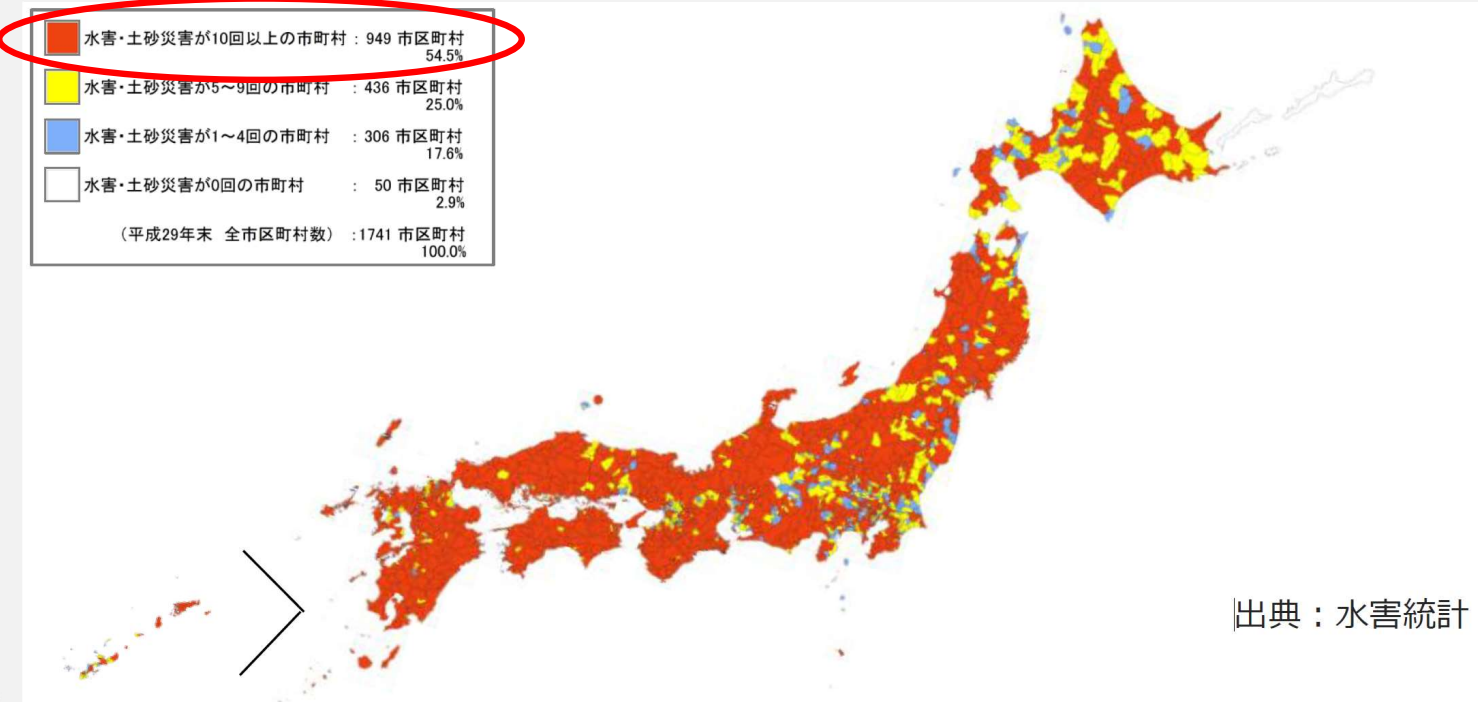 水害・土砂災害が10回以上の市町村 : 949 市区町村
54.5%
水害・土砂災害が5～9回の市町村 : 436 市区町村
25.0%
水害・土砂災害が1～4回の市町村 : 306 市区町村
17.6%
水害・土砂災害が0回の市町村 : 50 市区町村
2.9%
（平成29年末 全市区町村数） :1741 市区町村
100.0%
出典：水害統計